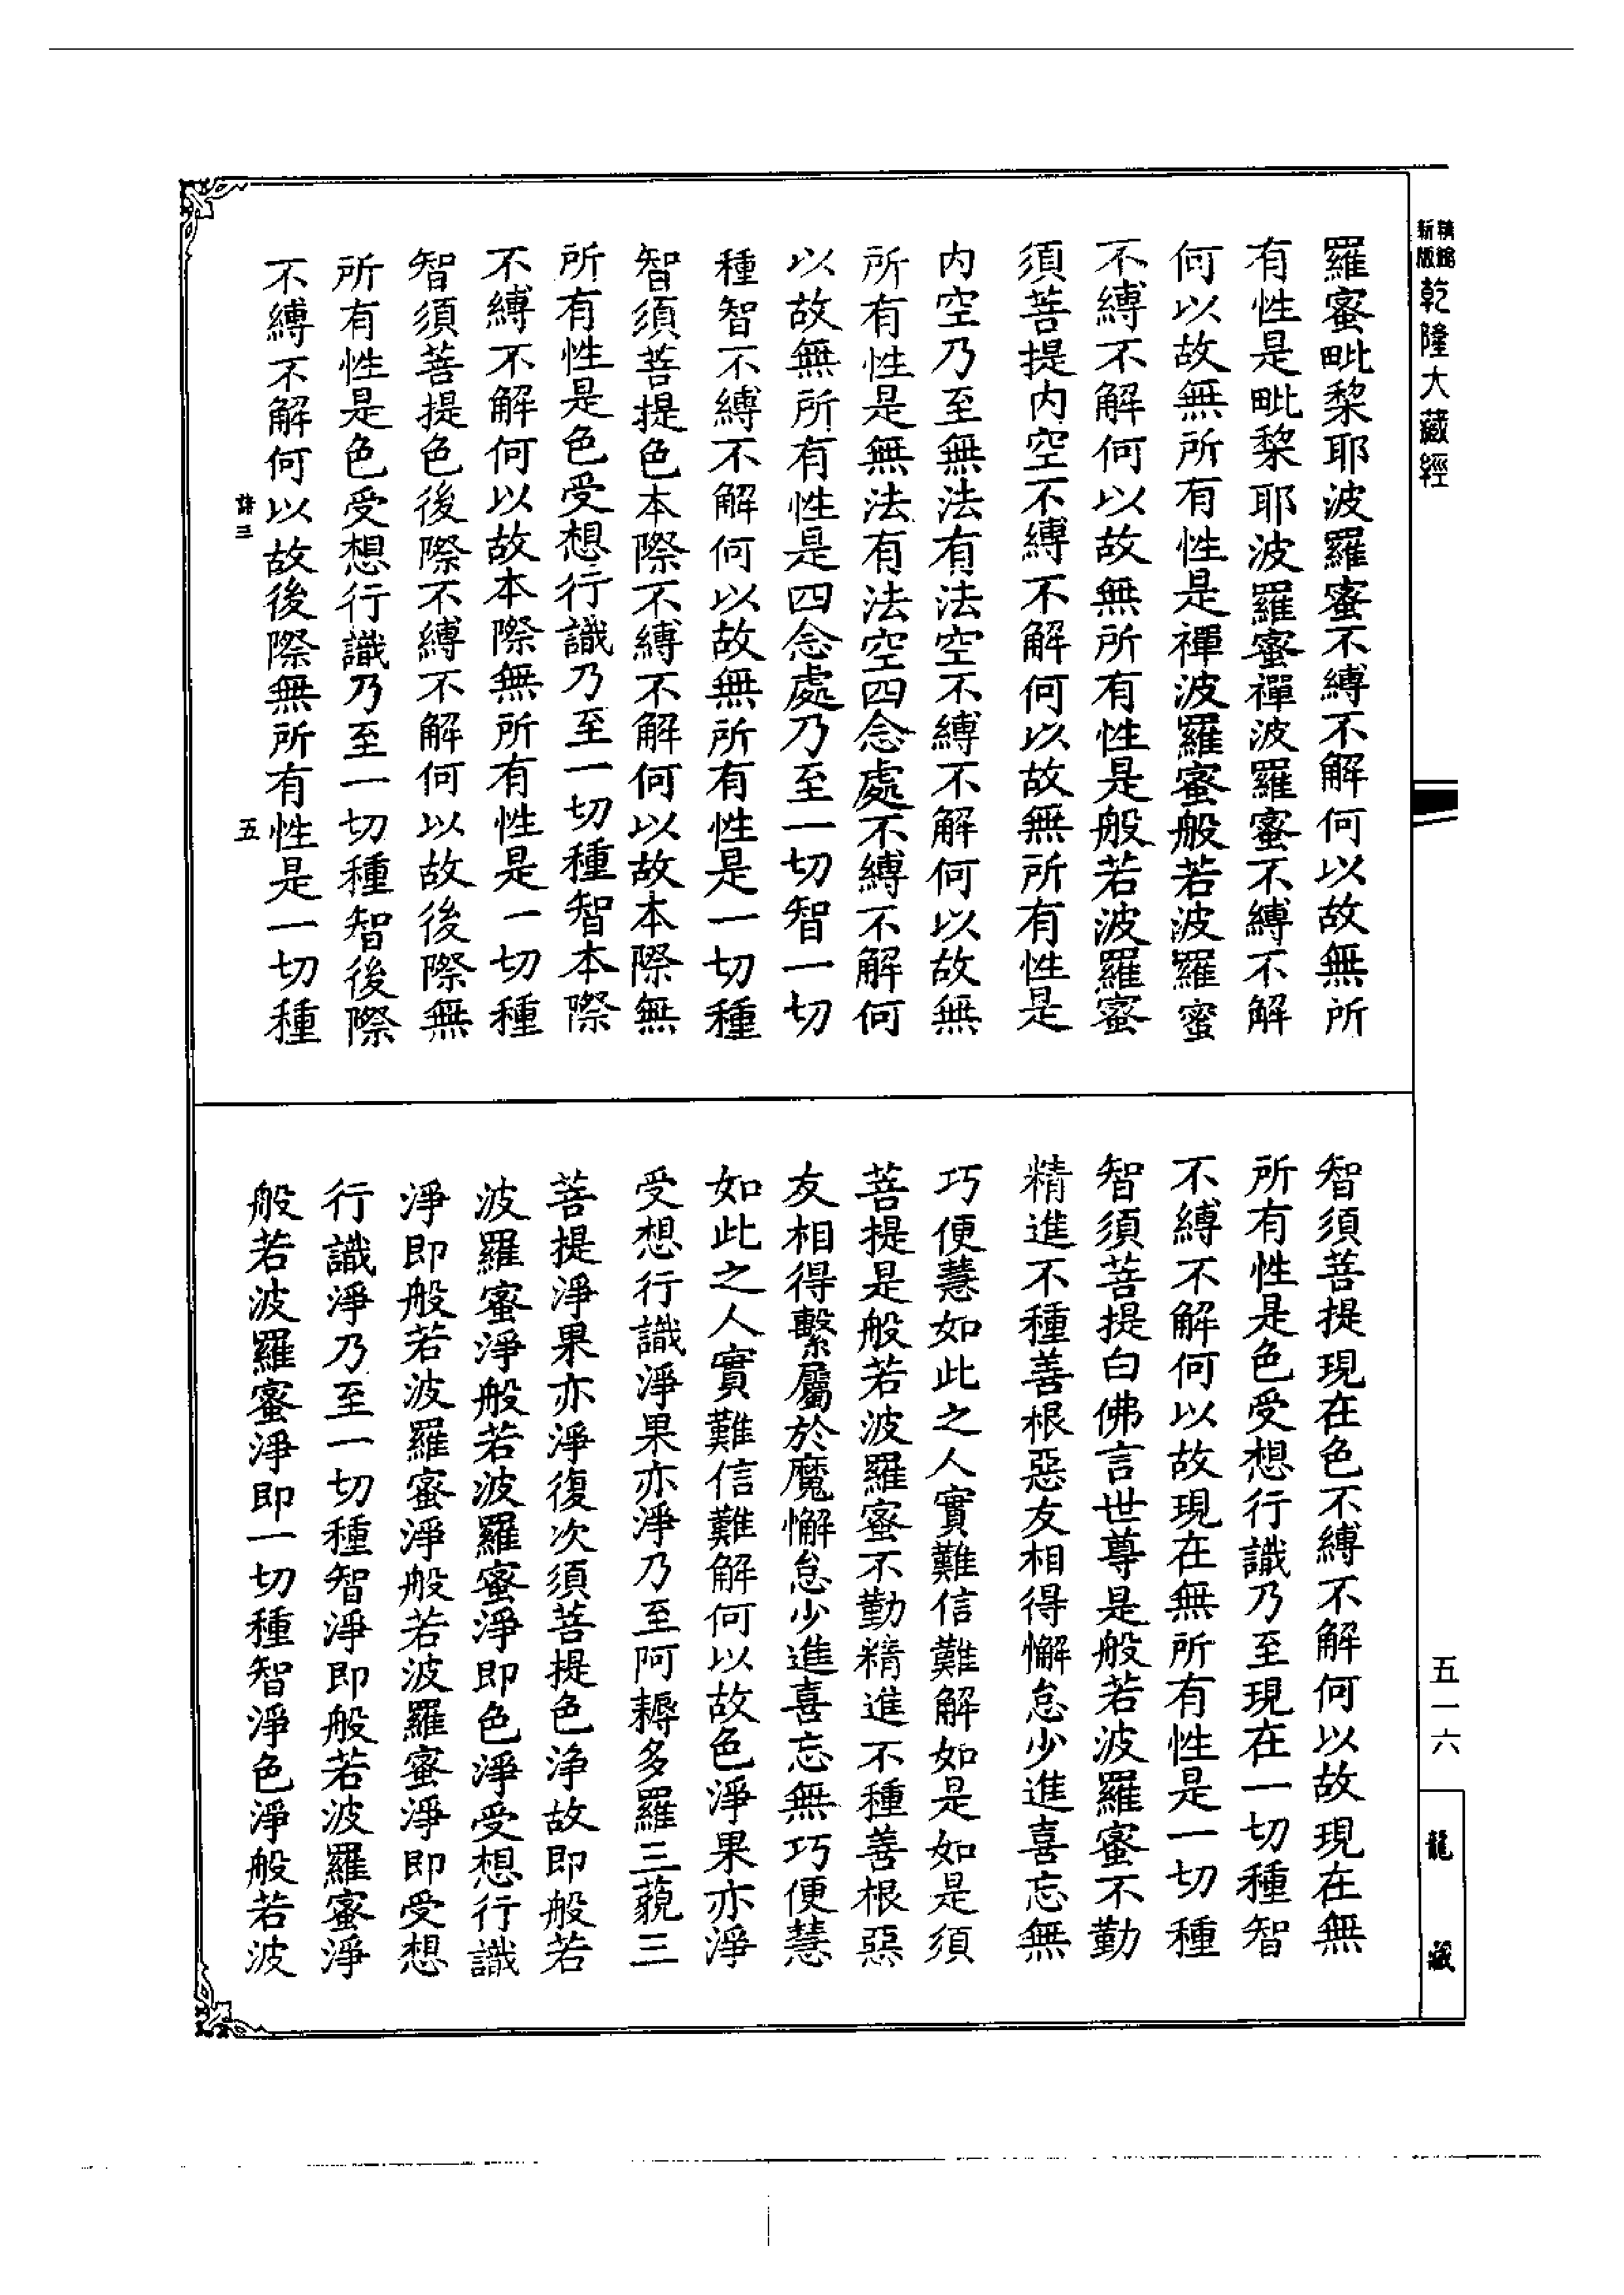 新版
精縮
乾隆大藏經
羅蜜毗梨耶波羅蜜不縛不解何以故無所
有性是毗梨耶波羅蜜禪波羅蜜不縛不解
何以故無所有性是禪波羅蜜般若波羅蜜
不縛不解何以故無所有性是般若波羅蜜
須菩提內空不縛不解何以故無所有性是
內空乃至無法有法空不縛不解何以故無
所有性是無法有法空四念處不縛不解何
以故無所有性是四念處乃至一切智一切
種智不縛不解何以故無所有性是一切種
智須菩提色本際不縛不解何以故本際無
所有性是色受想行識乃至一切種智本際
不縛不解何以故本際無所有性是一切種
智須菩提色後際不縛不解何以故後際無
所有性是色受想行識乃至一切種智後際
不縛不解何以故後際無所有性是一切種
五
智須菩提現在色不縛不解何以故現在無
所有性是色受想行識乃至現在一切種智
不縛不解何以故現在無所有性是一切種
智須菩提白佛言世尊是般若波羅蜜不勤
精進不種善根惡友相得懈怠少進喜忘無
巧便慧如此之人實難信難解如是如是須
菩提是般若波羅蜜不勤精進不種善根惡
友相得繫屬於魔懈怠少進喜忘無巧便慧
如此之人實難信難解何以故色淨果亦淨
受想行識淨果亦淨乃至阿耨多羅三藐三
菩提淨果亦淨復次須菩提色淨故即般若
波羅蜜淨般若波羅蜜淨即色淨受想行識
淨即般若波羅蜜淨般若波羅蜜淨即受想
行識淨乃至一切種智淨即般若波羅蜜淨
般若波羅蜜淨即一切種智淨色淨般若波
五一六
龍藏